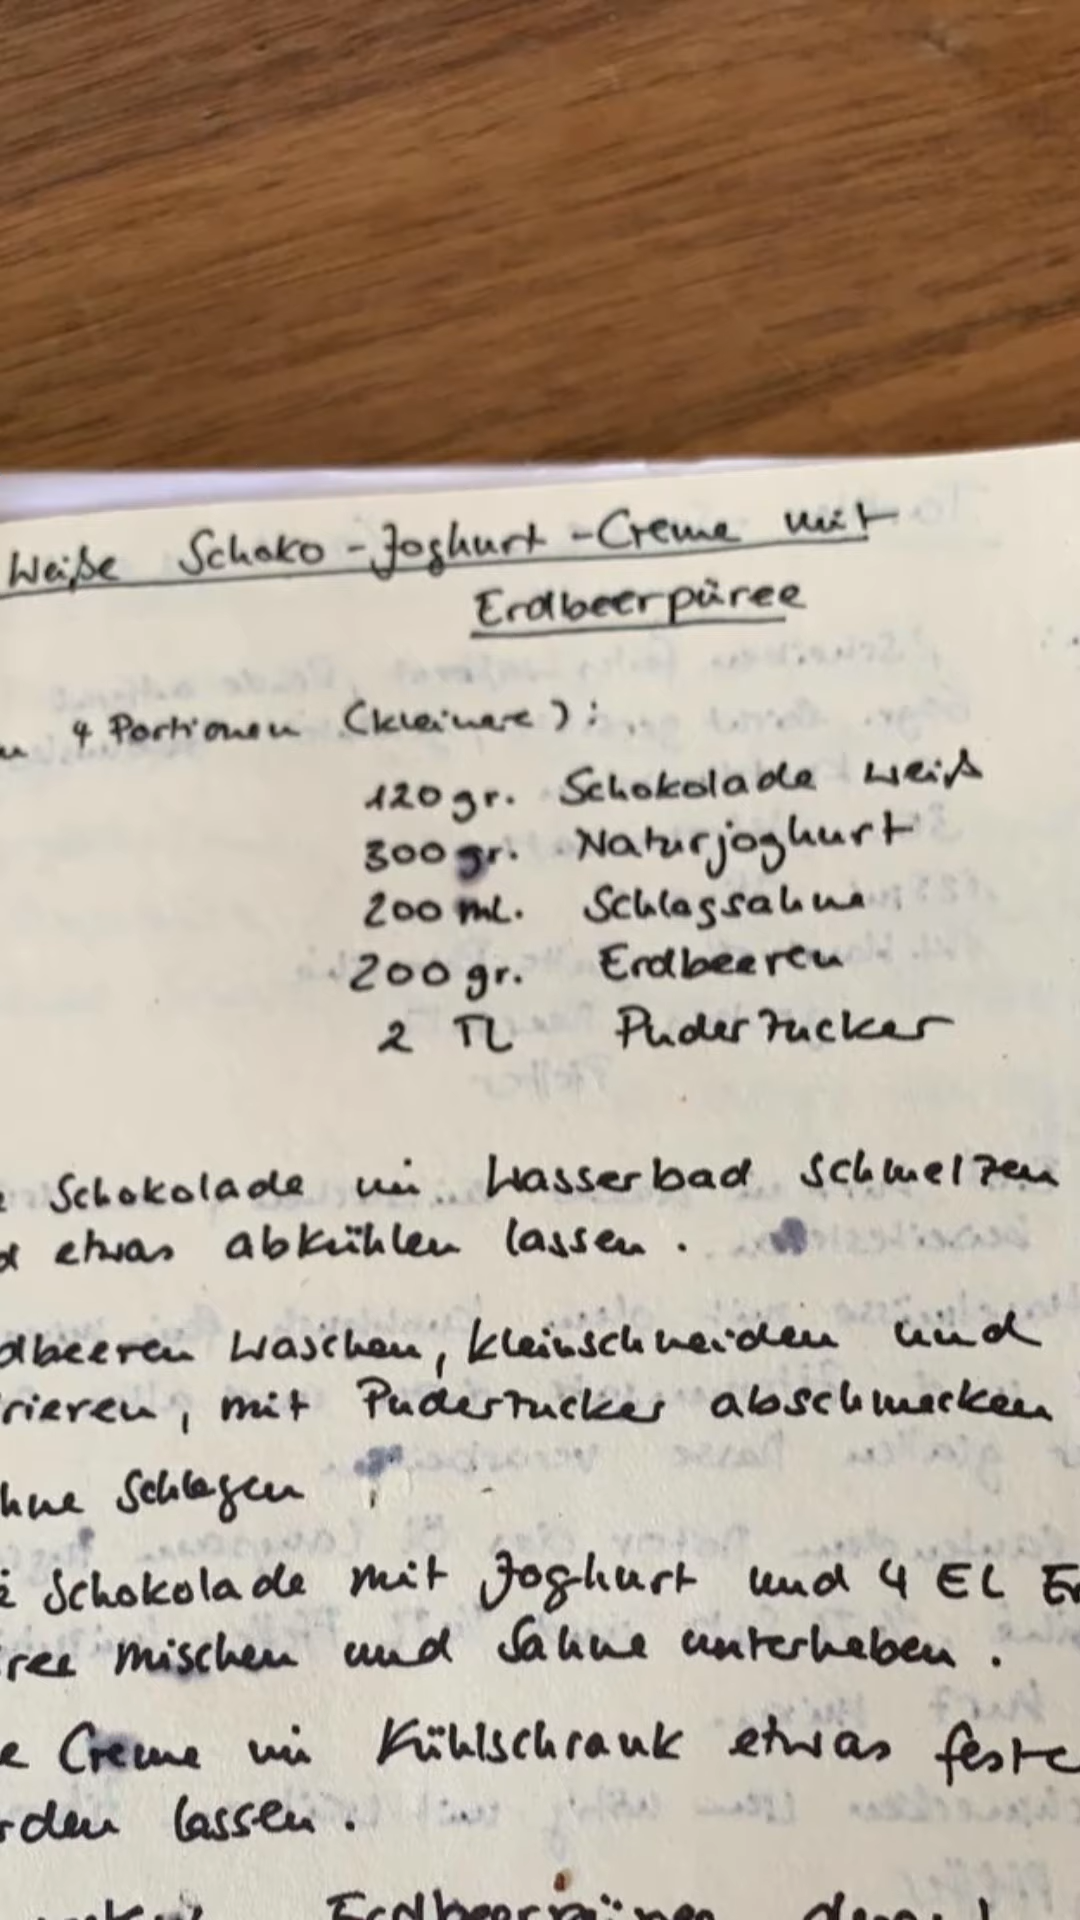 Weiße Schoko-Joghurt-Creme mit
Erdbeerpüree
4 Portionen (kleinere):
120 gr. Schokolade weiß
300 gr. Naturjoghurt
200 ml. Schlagsahne
200 gr. Erdbeeren
2 TL Puderzucker
Schokolade im Wasserbad schmelzen
etwas abkühlen lassen.
dbeeren waschen, kleinschneiden und
rieren, mit Puderzucker abschmecken
hne schlagen
Schokolade mit Joghurt und 4 EL Er
ree mischen und Sahne unterheben.
e Creme im Kühlschrank etwas feste
rden lassen.
Erdbeerpüree